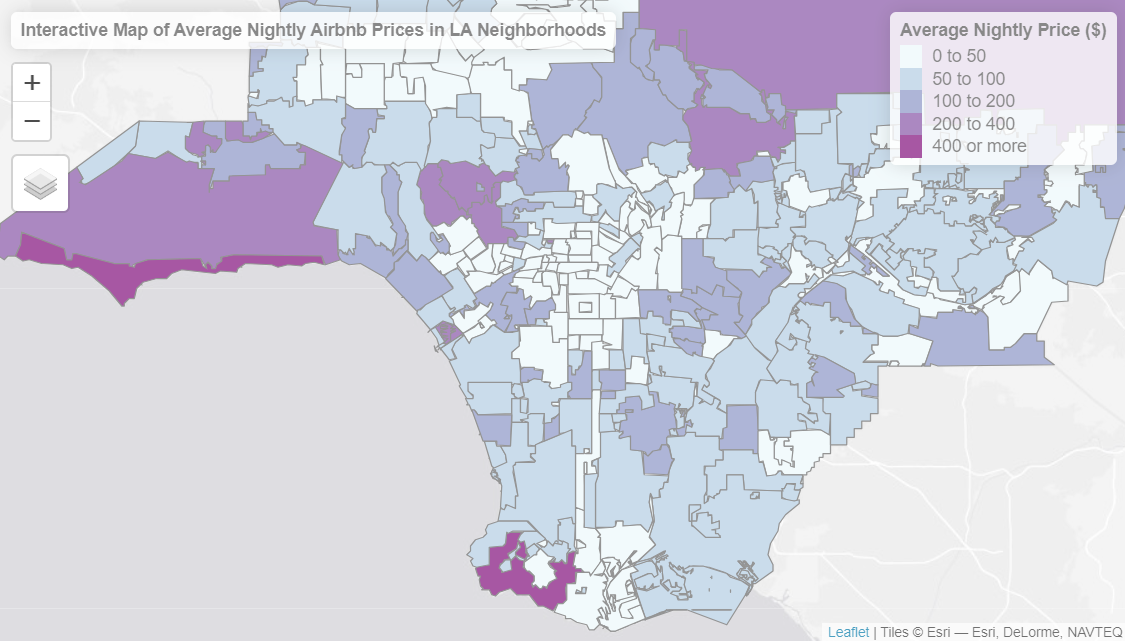 Interactive Map of Average Nightly Airbnb Prices in LA Neighborhoods
+
−
Average Nightly Price ($)
0 to 50
50 to 100
100 to 200
200 to 400
400 or more
Leaflet | Tiles © Esri — Esri, DeLorme, NAVTEQ